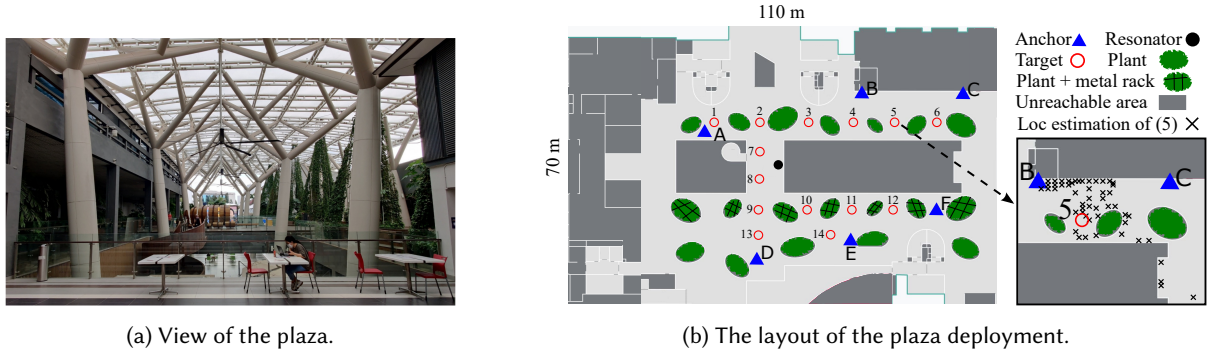 110 m
70 m
Anchor Resonator
Target Plant
Plant + metal rack
Unreachable area
Loc estimation of (5)
B C
1 2 3 4 5 6
A
7
8
9 10 11 12 F
13 14
D E
B C
5
(a) View of the plaza.
(b) The layout of the plaza deployment.